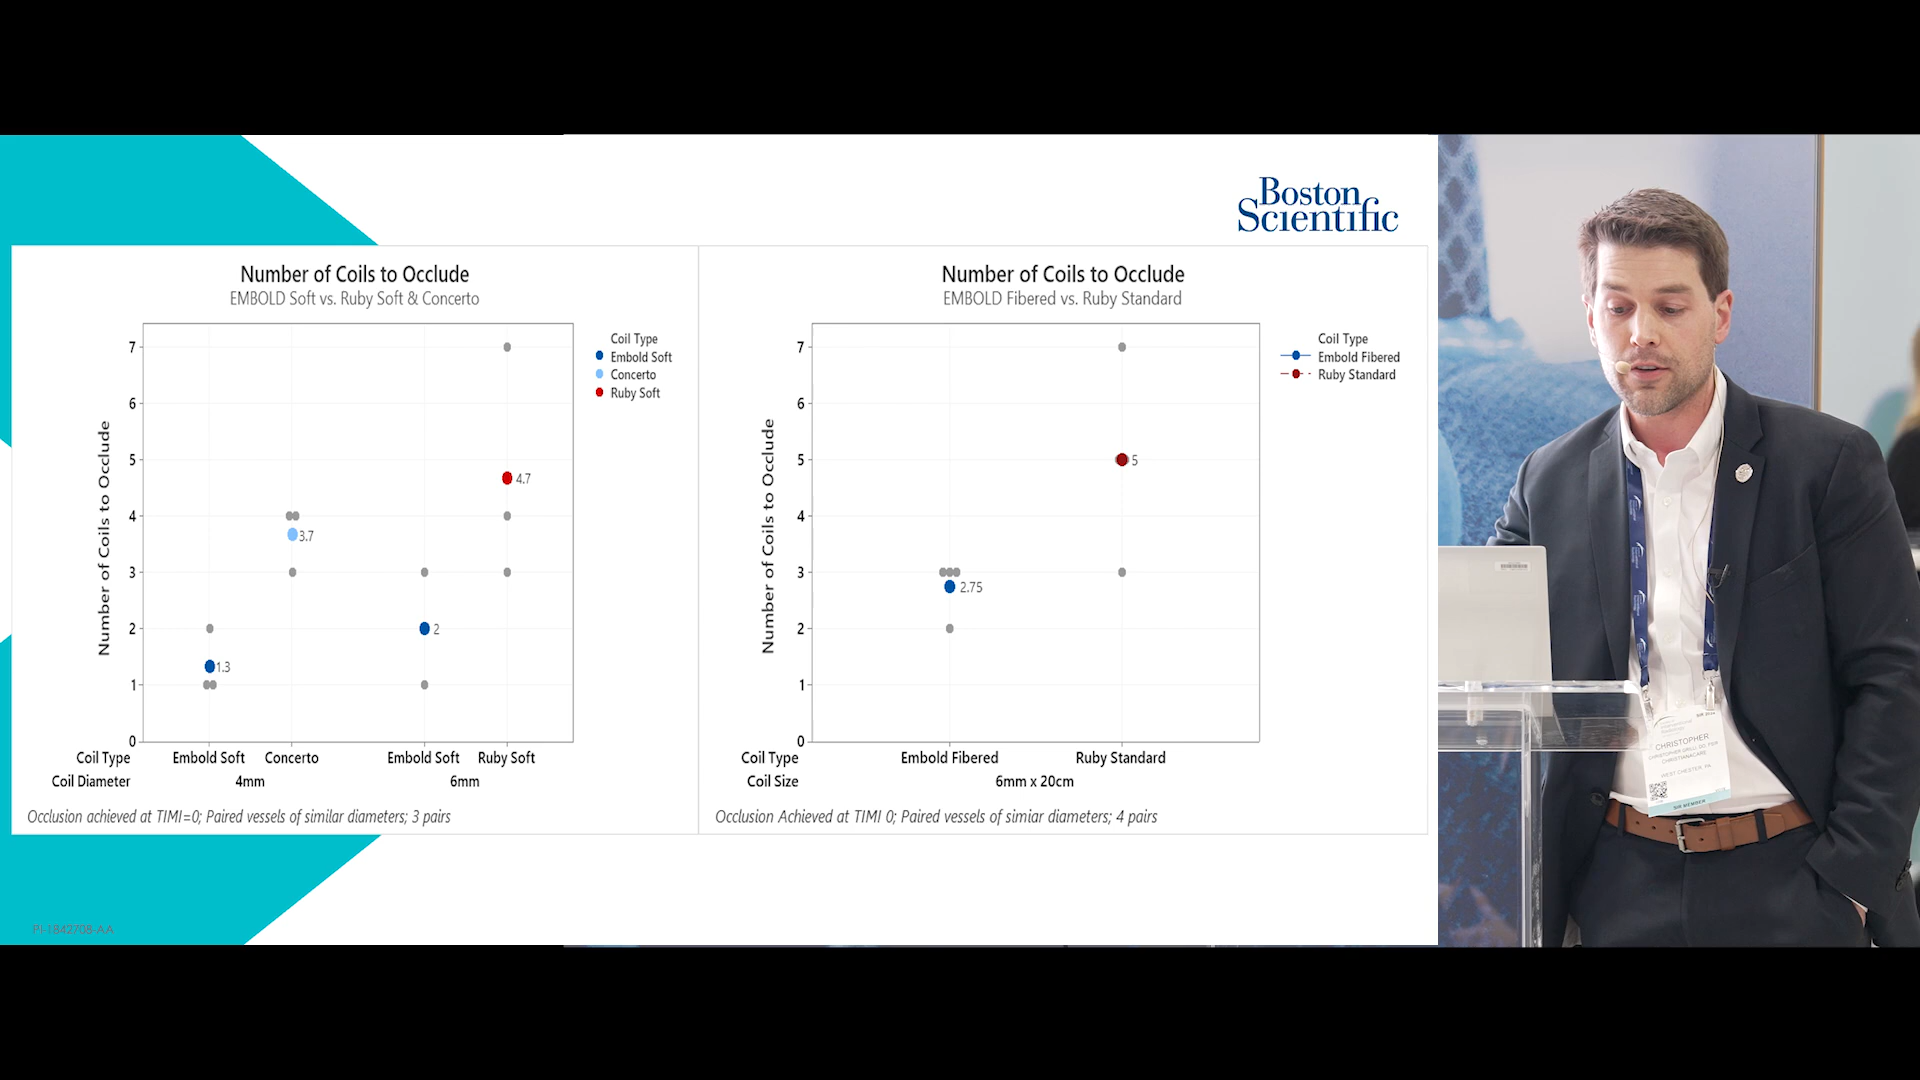 Boston
Scientific
Number of Coils to Occlude
EMBOLD Soft vs. Ruby Soft & Concerto
Number of Coils to Occlude
7
6
5
4
3
2
1
0
4.7
3.7
2
1.3
Coil Type
Embold Soft
Concerto
Ruby Soft
Coil Type Embold Soft Concerto Embold Soft Ruby Soft
Coil Diameter 4mm 6mm
Occlusion achieved at TIMI=0; Paired vessels of similar diameters; 3 pairs
Number of Coils to Occlude
EMBOLD Fibered vs. Ruby Standard
Number of Coils to Occlude
7
6
5
4
3
2
1
0
5
2.75
Coil Type
Embold Fibered
Ruby Standard
Coil Type Embold Fibered Ruby Standard
Coil Size 6mm x 20cm
Occlusion Achieved at TIMI 0; Paired vessels of simiar diameters; 4 pairs
PI-1842708-AA
CHRISTOPHER
CHRISTIANACARE
WEST CHESTER, PA
SIR MEMBER